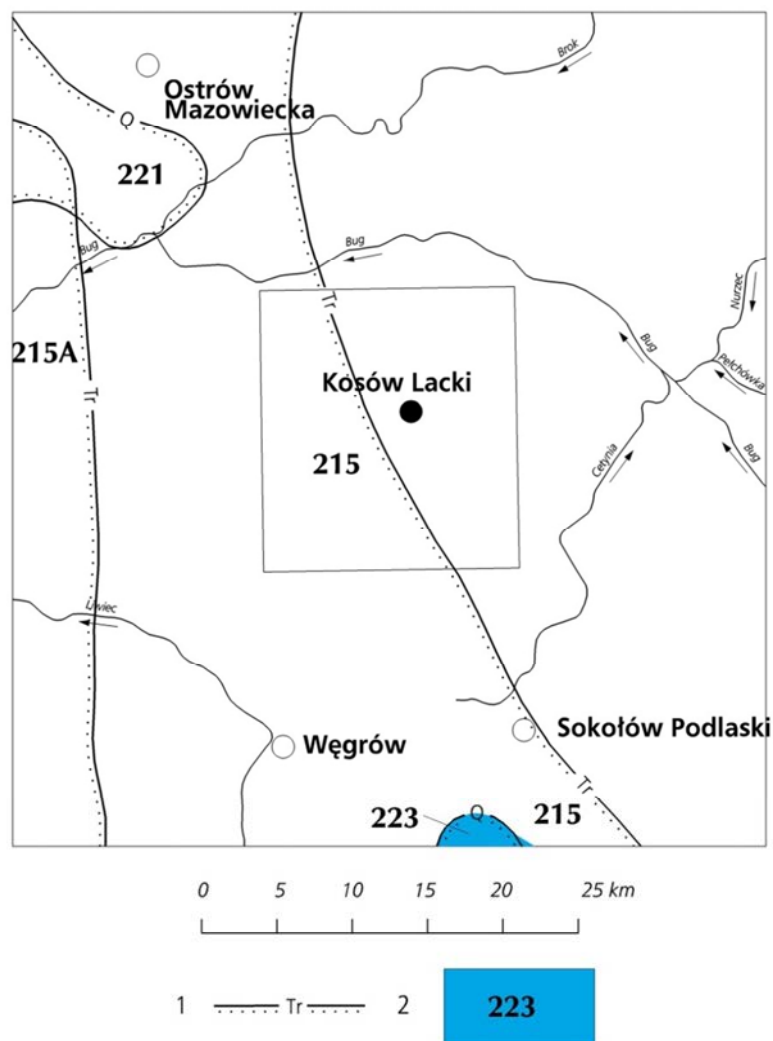 Brok
Ostrów
Mazowiecka
Q
221
Bug
Bug
Nurzec
Tr
215A
Bug
Pełchówka
Kosów Lacki
Tr
215
Cetynia
Bug
Liwiec
Sokołów Podlaski
Węgrów
Tr
223
Q
215
0 5 10 15 20 25 km
1 Tr 2 223